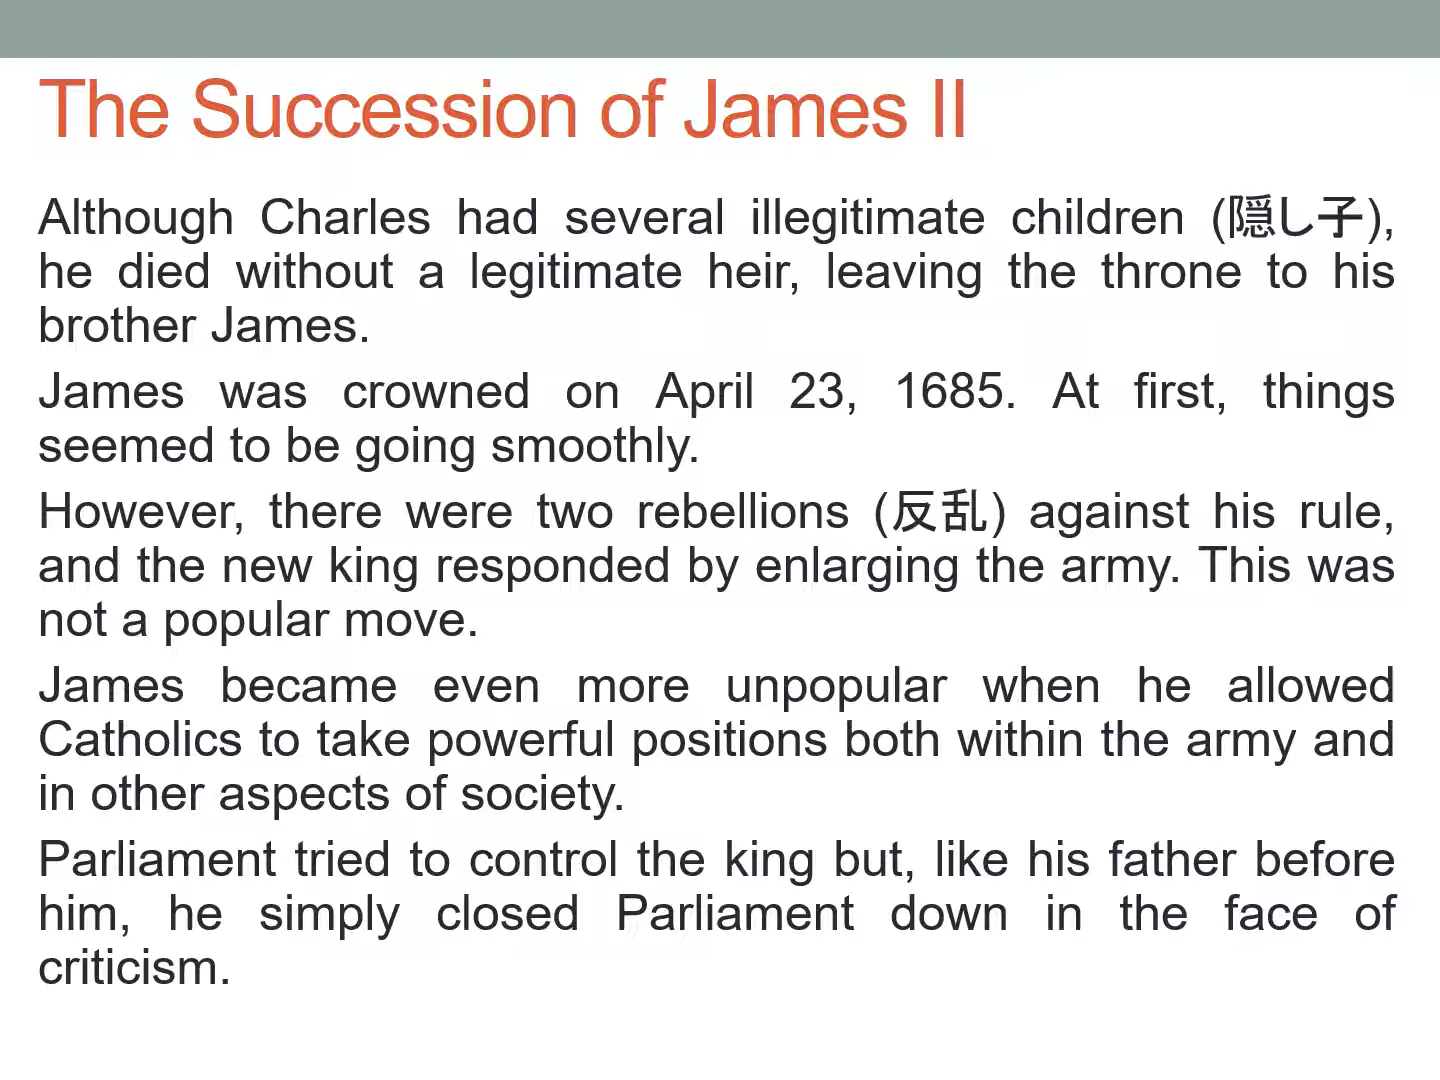 The Succession of James II
Although Charles had several illegitimate children (隠し子),
he died without a legitimate heir, leaving the throne to his
brother James.
James was crowned on April 23, 1685. At first, things
seemed to be going smoothly.
However, there were two rebellions (反乱) against his rule,
and the new king responded by enlarging the army. This was
not a popular move.
James became even more unpopular when he allowed
Catholics to take powerful positions both within the army and
in other aspects of society.
Parliament tried to control the king but, like his father before
him, he simply closed Parliament down in the face of
criticism.